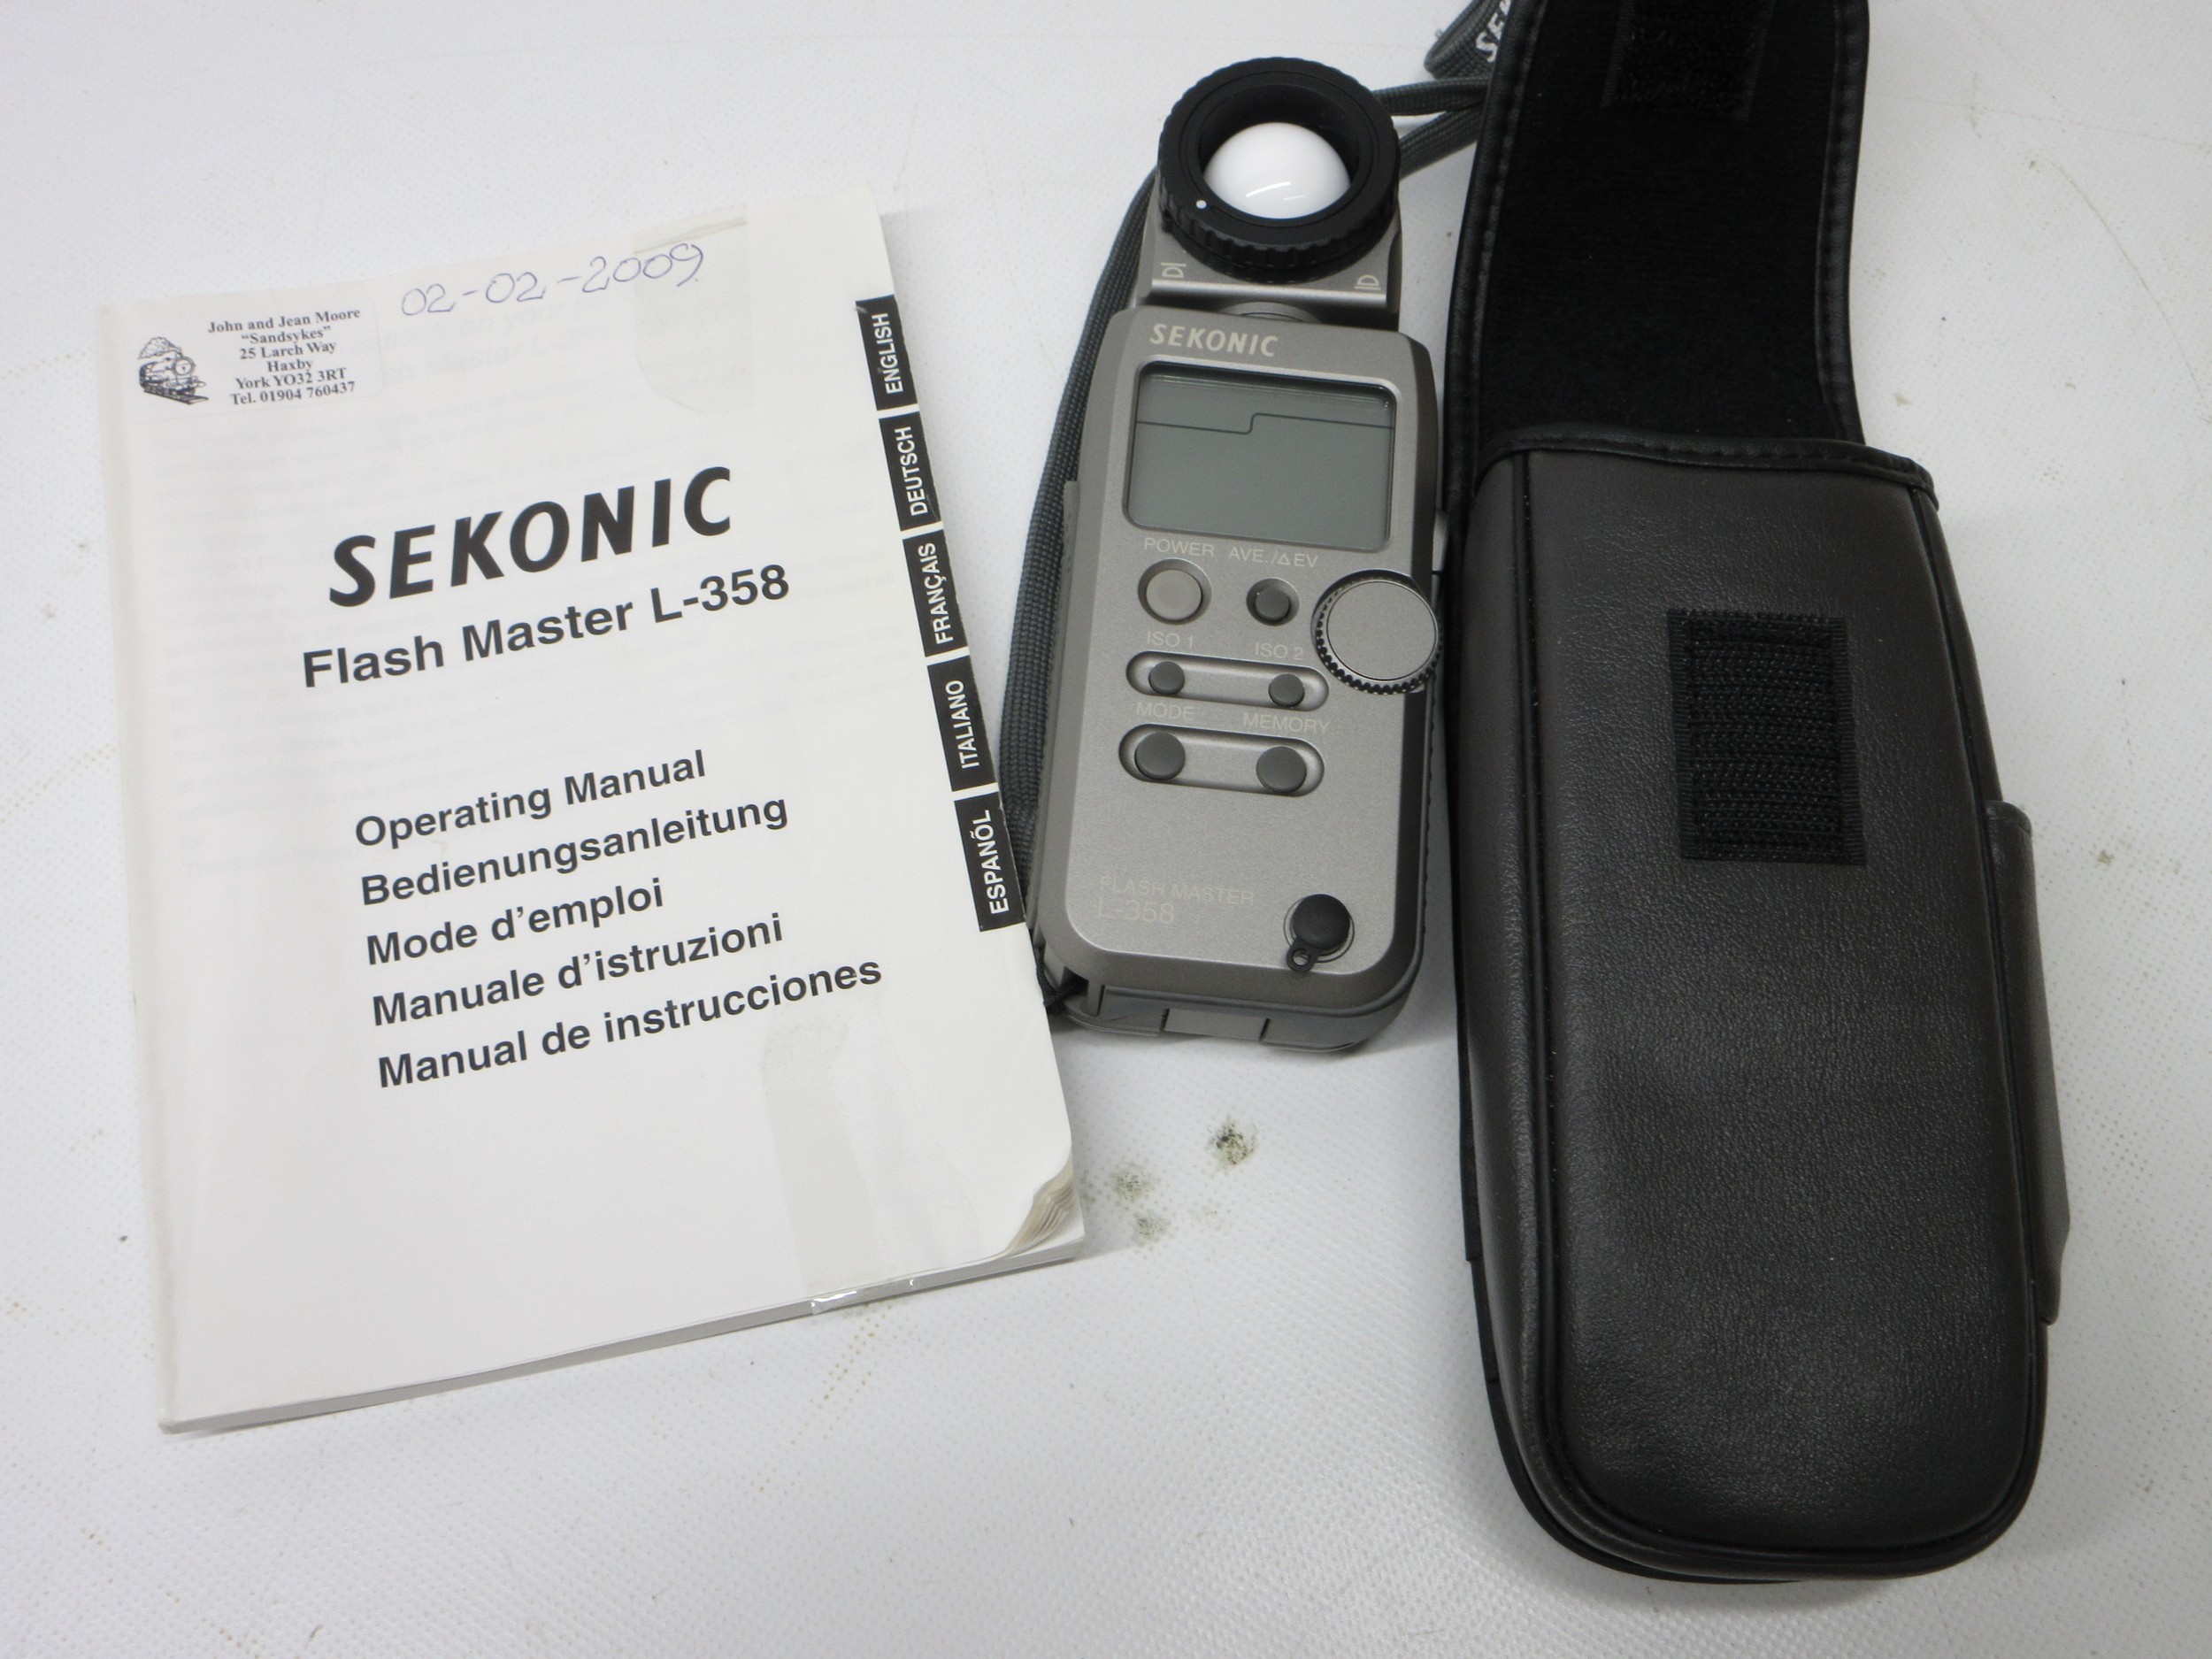 02-02-2009
John and Jean Moore
"Sandsykes"
25 Larch Way
Haxby
York YO32 3RT
Tel. 01904 760437
SEKONIC
Flash Master L-358
Operating Manual
Bedienungsanleitung
Mode d'emploi
Manuale d'istruzioni
Manual de instrucciones
ENGLISH
DEUTSCH
FRANÇAIS
ITALIANO
ESPANÕL
SEKONIC
POWER AVE./△EV
ISO 1 ISO 2
MODE MEMORY
FLASH MASTER
L-358